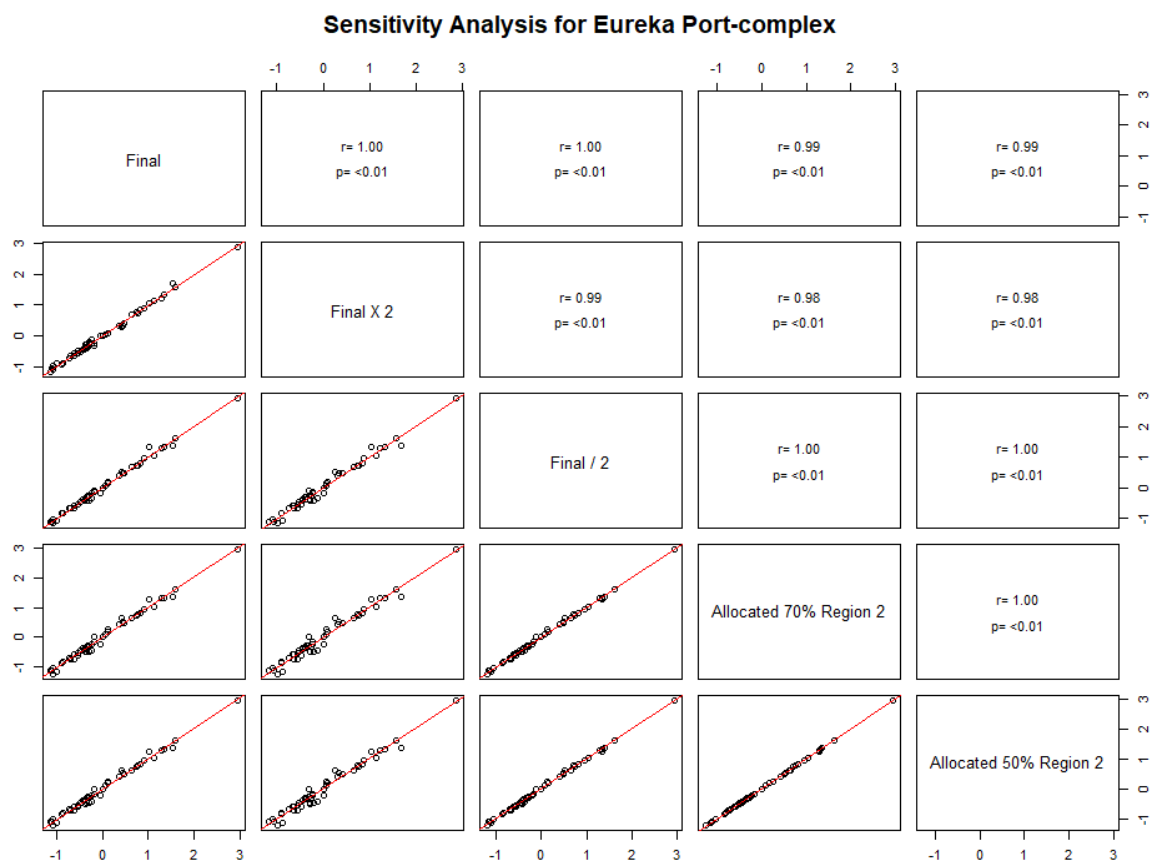 Sensitivity Analysis for Eureka Port-complex
-1 0 1 2 3 -1 0 1 2 3
Final
r= 1.00
p= <0.01
r= 1.00
p= <0.01
r= 0.99
p= <0.01
r= 0.99
p= <0.01
-1 0 1 2 3
-1 0 1 2 3
Final X 2
r= 0.99
p= <0.01
r= 0.98
p= <0.01
r= 0.98
p= <0.01
Final / 2
r= 1.00
p= <0.01
r= 1.00
p= <0.01
-1 0 1 2 3
-1 0 1 2 3
Allocated 70% Region 2
r= 1.00
p= <0.01
Allocated 50% Region 2
-1 0 1 2 3
-1 0 1 2 3 -1 0 1 2 3 -1 0 1 2 3